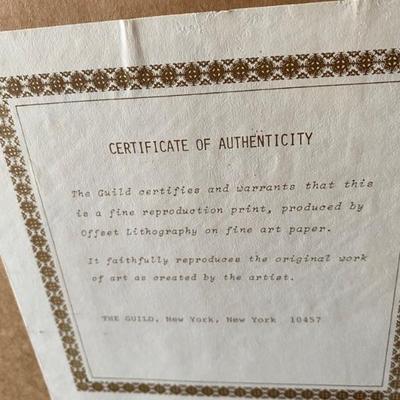 CERTIFICATE OF AUTHENTICITY
The Guild certifies and warrants that this
is a fine reproduction print, produced by
Offset Lithography on fine art paper.
It faithfully reproduces the original work
of art as created by the artist.
THE GUILD, New York, New York 10457